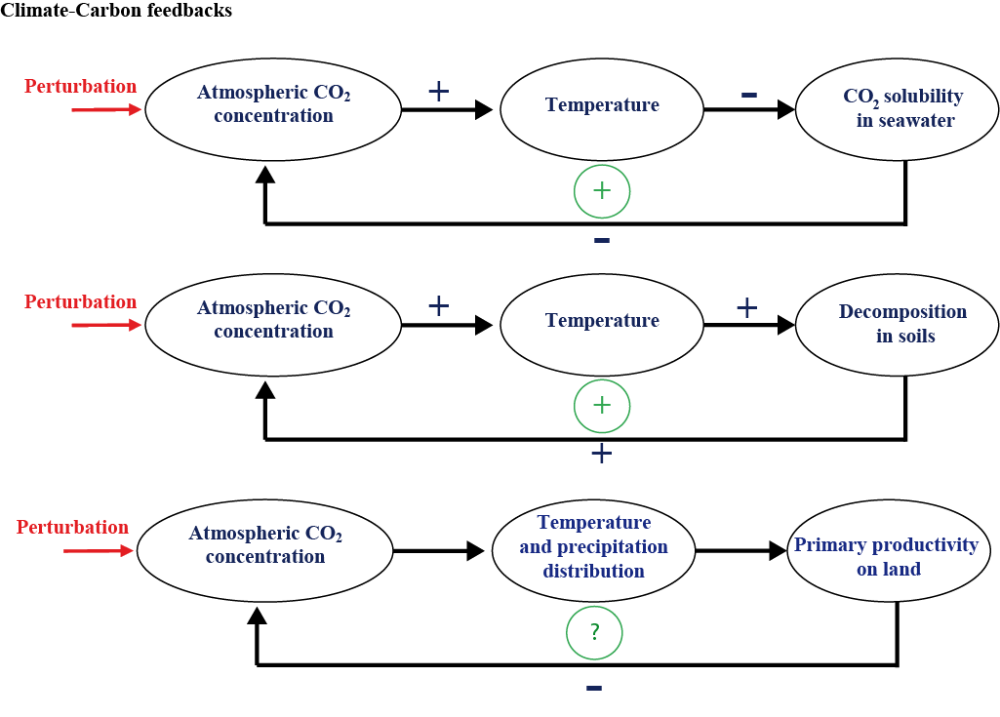 Climate-Carbon feedbacks
Perturbation
Atmospheric CO₂
concentration
+
Temperature
-
CO₂ solubility
in seawater
+
-
Perturbation
Atmospheric CO₂
concentration
+
Temperature
+
Decomposition
in soils
+
+
Perturbation
Atmospheric CO₂
concentration
Temperature
and precipitation
distribution
Primary productivity
on land
?
-